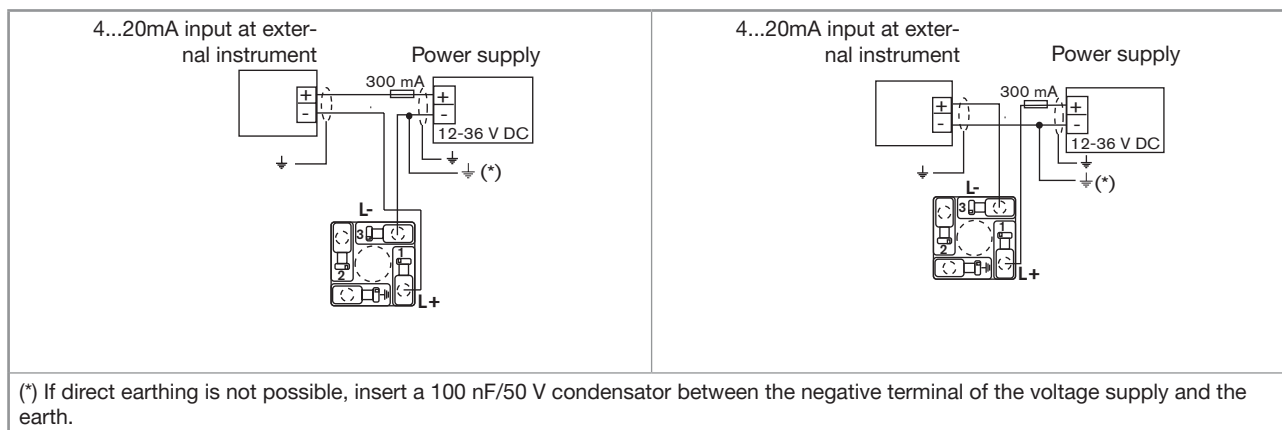 4...20mA input at exter-
nal instrument
Power supply
300 mA
+
-
+
-
12-36 V DC
(*)
L-
3
1
2
L+
4...20mA input at exter-
nal instrument
Power supply
300 mA
+
-
+
-
12-36 V DC
(*)
L-
3
1
2
L+
(*) If direct earthing is not possible, insert a 100 nF/50 V condensator between the negative terminal of the voltage supply and the
earth.